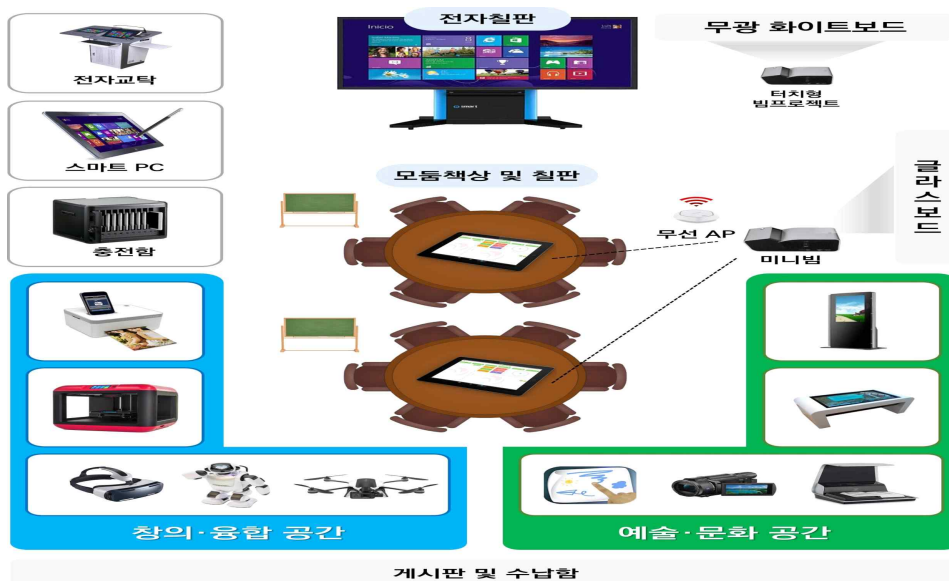 전자칠판
Inicio
무광 화이트보드
전자교탁
smart
터치형
빔프로젝트
스마트 PC
모둠책상 및 칠판
글라스보드
무선 AP
충전함
미니빔
창의·융합 공간
예술·문화 공간
게시판 및 수납함